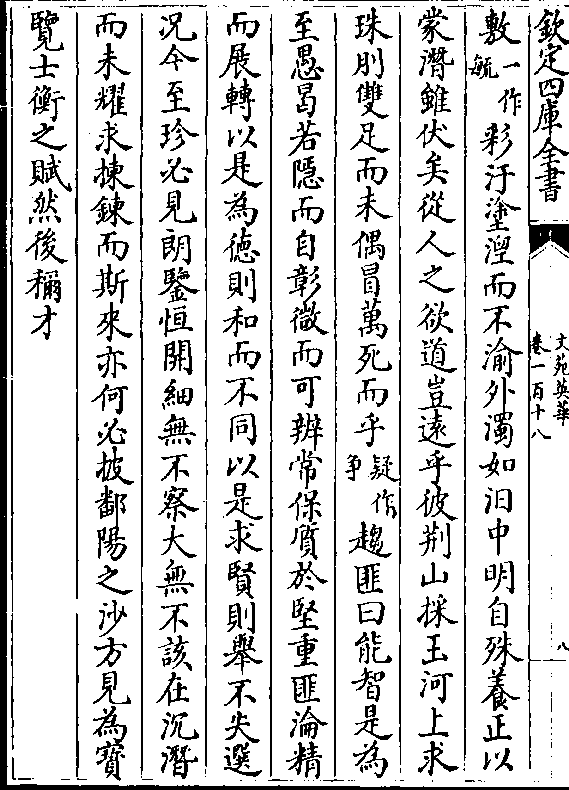 欽定四庫全書
文苑英華
卷一百十八
八
敷一作毓彩汙塗涅而不渝外濁如汨中明自殊養正以
蒙潛雖伏矣從人之欲道豈遠乎彼荆山採玉河上求
珠刖雙足而未偶冒萬死而乎疑作争趨匪曰能智是為
至愚曷若隱而自彰微而可辨常保質於堅重匪淪精
而展轉以是為徳則和而不同以是求賢則舉不失選
况今至珍必見朗鑒恒開細無不察大無不該在沉潛
而未耀求揀鍊而斯來亦何必披鄱陽之沙方見為寳
覽士衡之賦然後稱才